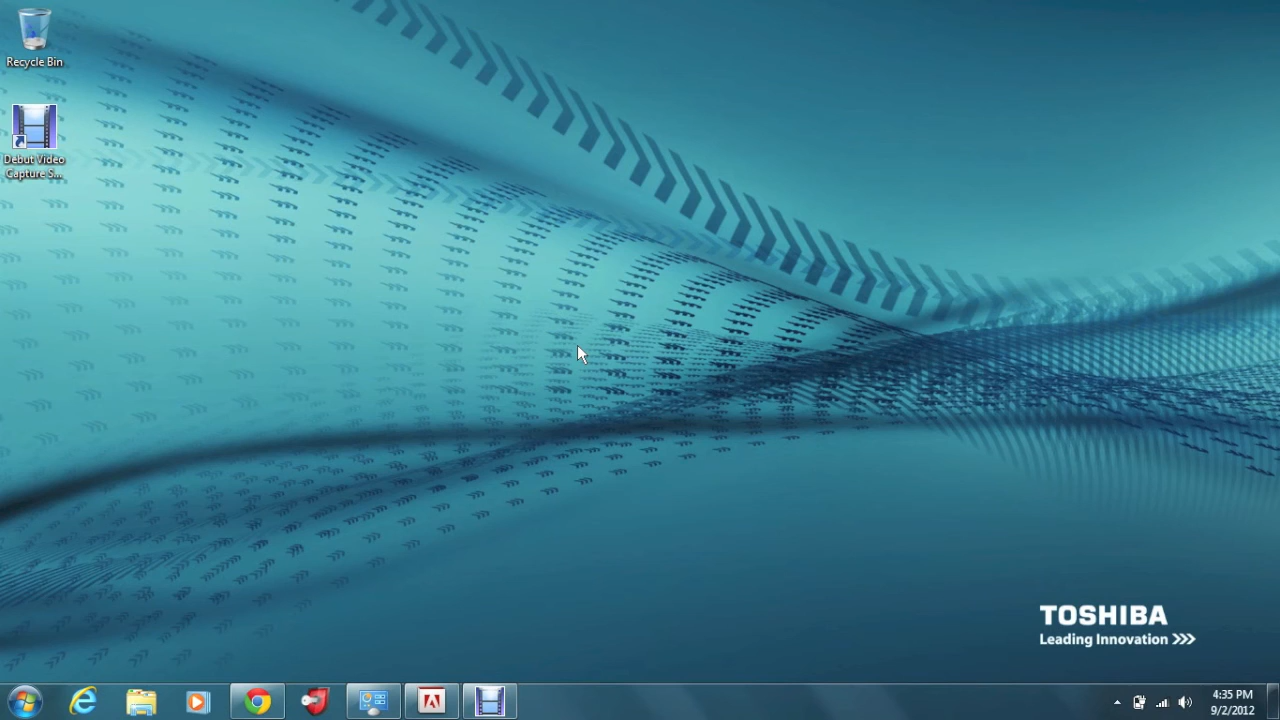 Recycle Bin
Debut Video
Capture S...
TOSHIBA
Leading Innovation >>>
4:35 PM
9/2/2012